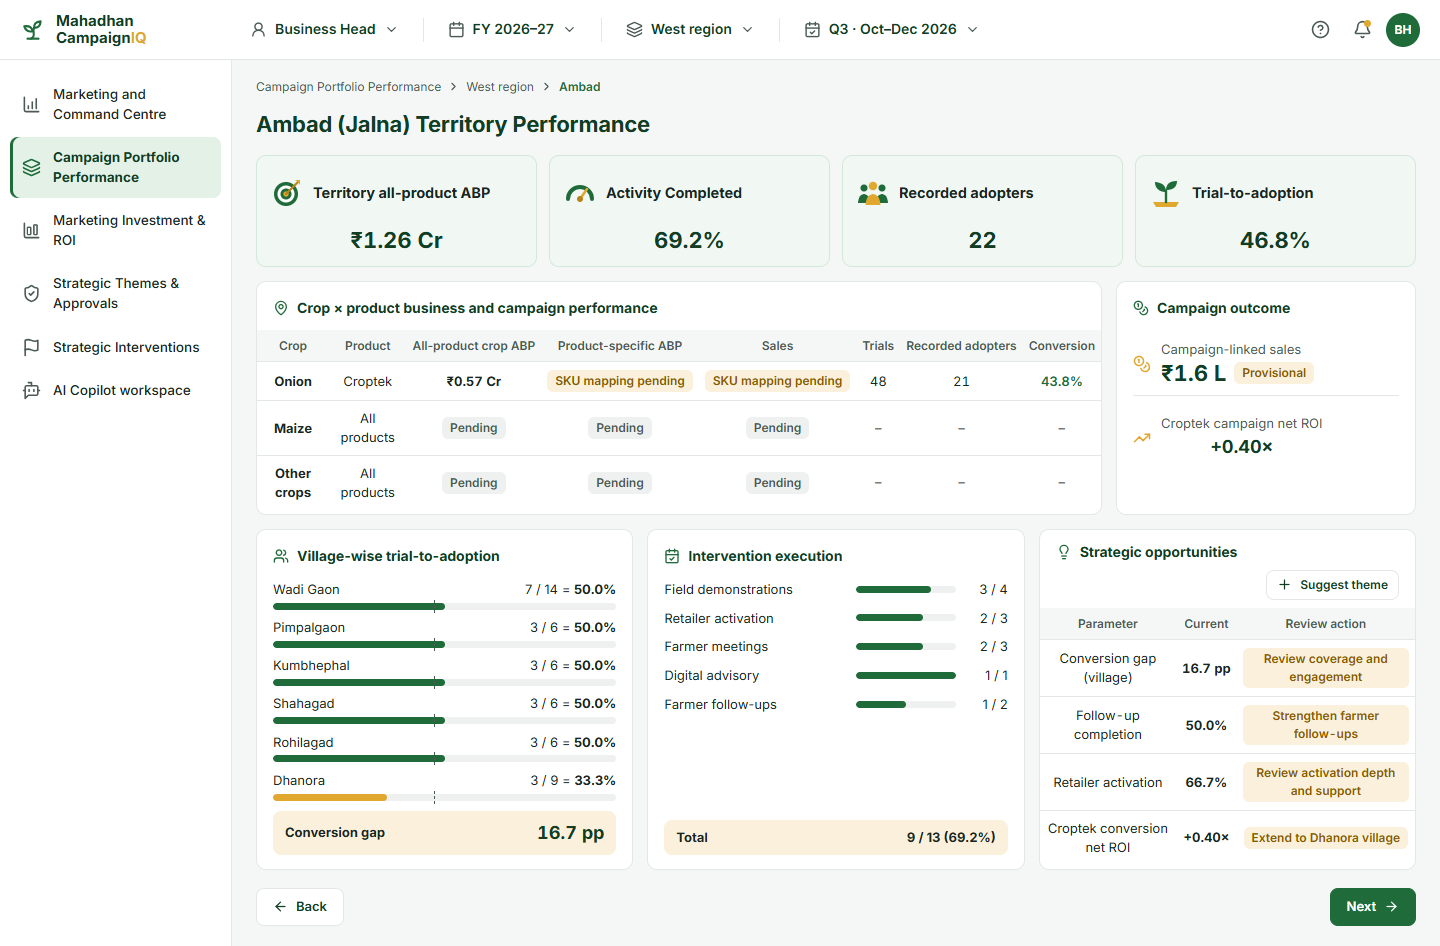 Mahadhan
CampaignIQ
Business Head
FY 2026–27
West region
Q3 · Oct–Dec 2026
BH
Marketing and
Command Centre
Campaign Portfolio
Performance
Marketing Investment &
ROI
Strategic Themes &
Approvals
Strategic Interventions
AI Copilot workspace
Campaign Portfolio Performance > West region > Ambad
Ambad (Jalna) Territory Performance
Territory all-product ABP
₹1.26 Cr
Activity Completed
69.2%
Recorded adopters
22
Trial-to-adoption
46.8%
Crop × product business and campaign performance
Crop Product All-product crop ABP Product-specific ABP Sales Trials Recorded adopters Conversion
Onion Croptek ₹0.57 Cr SKU mapping pending SKU mapping pending 48 21 43.8%
Maize All products Pending Pending Pending – – –
Other crops All products Pending Pending Pending – – –
Campaign outcome
Campaign-linked sales
₹1.6 L Provisional
Croptek campaign net ROI
+0.40×
Village-wise trial-to-adoption
Wadi Gaon 7 / 14 = 50.0%
Pimpalgaon 3 / 6 = 50.0%
Kumbhephal 3 / 6 = 50.0%
Shahagad 3 / 6 = 50.0%
Rohilagad 3 / 6 = 50.0%
Dhanora 3 / 9 = 33.3%
Conversion gap 16.7 pp
Intervention execution
Field demonstrations 3 / 4
Retailer activation 2 / 3
Farmer meetings 2 / 3
Digital advisory 1 / 1
Farmer follow-ups 1 / 2
Total 9 / 13 (69.2%)
Strategic opportunities
+ Suggest theme
Parameter Current Review action
Conversion gap (village) 16.7 pp Review coverage and engagement
Follow-up completion 50.0% Strengthen farmer follow-ups
Retailer activation 66.7% Review activation depth and support
Croptek conversion net ROI +0.40× Extend to Dhanora village
← Back
Next →